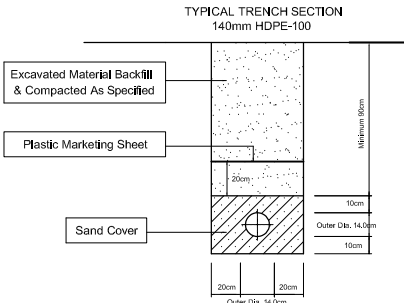 TYPICAL TRENCH SECTION
140mm HDPE-100
Excavated Material Backfill
& Compacted As Specified
Minimum 90cm
Plastic Marketing Sheet
20cm
10cm
Sand Cover
Outer Dia. 14.0cm
10cm
20cm
20cm
Outer Dia. 14.0cm